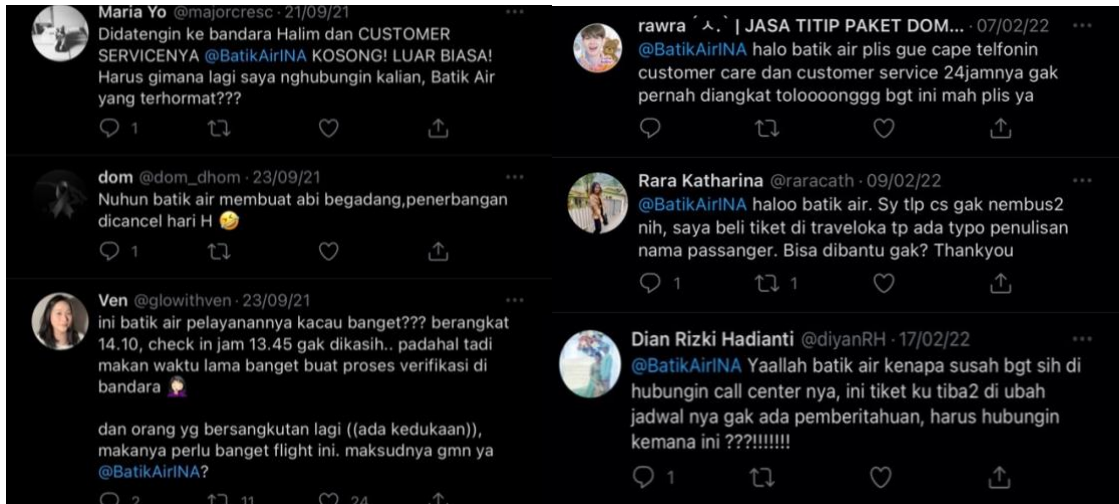 Maria Yo @majorcresc · 21/09/21
Didatengin ke bandara Halim dan CUSTOMER
SERVICENYA @BatikAirINA KOSONG! LUAR BIASA!
Harus gimana lagi saya nghubungin kalian, Batik Air
yang terhormat???
1
dom @dom_dhom · 23/09/21
Nuhun batik air membuat abi begadang,penerbangan
dicancel hari H 🤣
1
Ven @glowithven · 23/09/21
ini batik air pelayanannya kacau banget??? berangkat
14.10, check in jam 13.45 gak dikasih.. padahal tadi
makan waktu lama banget buat proses verifikasi di
bandara 🤦🏻‍♀️
dan orang yg bersangkutan lagi ((ada kedukaan)),
makanya perlu banget flight ini. maksudnya gmn ya
@BatikAirINA?
2 11 24
rawra ´ㅅ.` | JASA TITIP PAKET DOM... · 07/02/22
@BatikAirINA halo batik air plis gue cape telfonin
customer care dan customer service 24jamnya gak
pernah diangkat toloooonggg bgt ini mah plis ya
Rara Katharina @raracath · 09/02/22
@BatikAirINA haloo batik air. Sy tlp cs gak nembus2
nih, saya beli tiket di traveloka tp ada typo penulisan
nama passanger. Bisa dibantu gak? Thankyou
1 1
Dian Rizki Hadianti @diyanRH · 17/02/22
@BatikAirINA Yaallah batik air kenapa susah bgt sih di
hubungin call center nya, ini tiket ku tiba2 di ubah
jadwal nya gak ada pemberitahuan, harus hubungin
kemana ini ???!!!!!!!
1